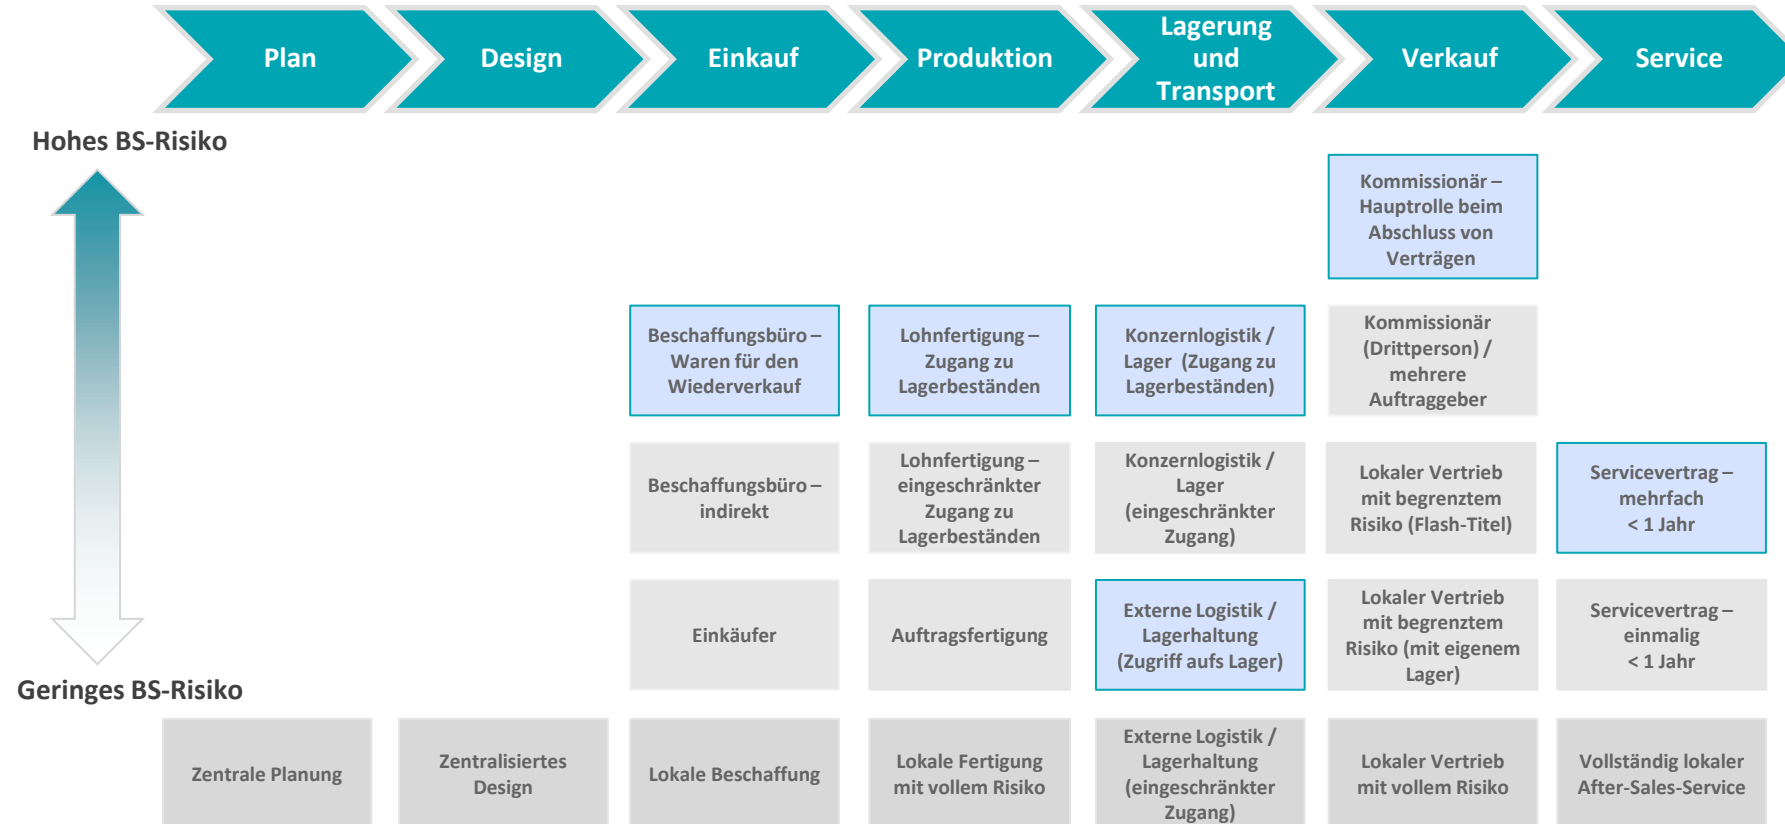 Plan
Design
Einkauf
Produktion
Lagerung
und
Transport
Verkauf
Service
Hohes BS-Risiko
Geringes BS-Risiko
Kommissionär –
Hauptrolle beim
Abschluss von
Verträgen
Beschaffungsbüro –
Waren für den
Wiederverkauf
Lohnfertigung –
Zugang zu
Lagerbeständen
Konzernlogistik /
Lager (Zugang zu
Lagerbeständen)
Kommissionär
(Drittperson) /
mehrere
Auftraggeber
Beschaffungsbüro –
indirekt
Lohnfertigung –
eingeschränkter
Zugang zu
Lagerbeständen
Konzernlogistik /
Lager
(eingeschränkter
Zugang)
Lokaler Vertrieb
mit begrenztem
Risiko (Flash-Titel)
Servicevertrag –
mehrfach
< 1 Jahr
Einkäufer
Auftragsfertigung
Externe Logistik /
Lagerhaltung
(Zugriff aufs Lager)
Lokaler Vertrieb
mit begrenztem
Risiko (mit eigenem
Lager)
Servicevertrag –
einmalig
< 1 Jahr
Zentrale Planung
Zentralisiertes
Design
Lokale Beschaffung
Lokale Fertigung
mit vollem Risiko
Externe Logistik /
Lagerhaltung
(eingeschränkter
Zugang)
Lokaler Vertrieb
mit vollem Risiko
Vollständig lokaler
After-Sales-Service